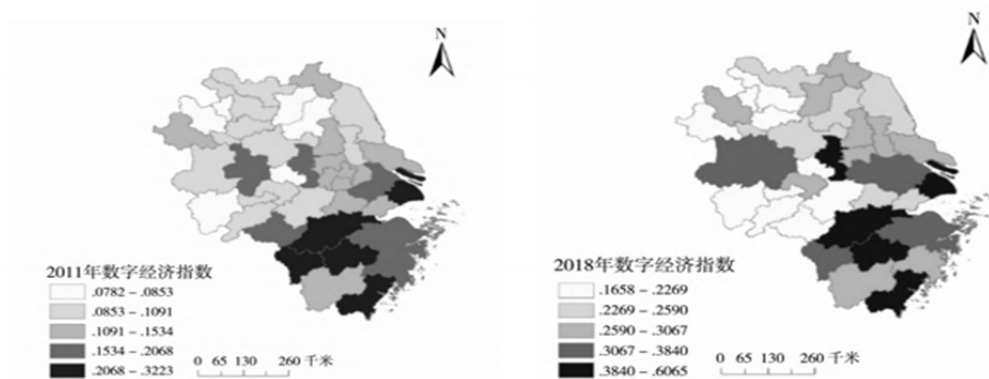 N
2011年数字经济指数
.0782 - .0853
.0853 - .1091
.1091 - .1534
.1534 - .2068
.2068 - .3223
0 65 130 260 千米
N
2018年数字经济指数
.1658 - .2269
.2269 - .2590
.2590 - .3067
.3067 - .3840
.3840 - .6065
0 65 130 260 千米